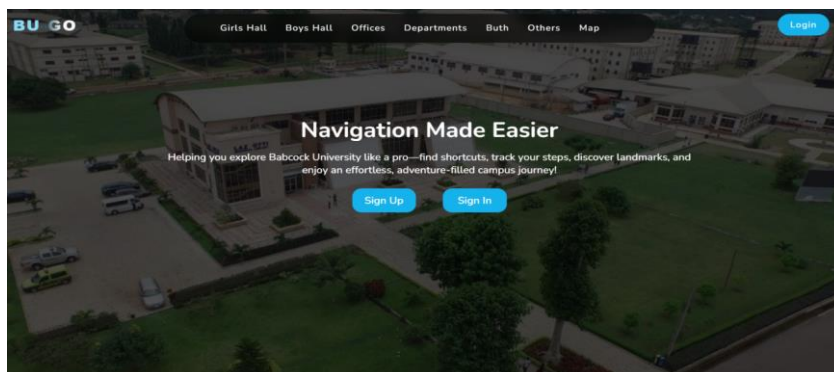 BU GO
Girls Hall Boys Hall Offices Departments Buth Others Map
Login
Navigation Made Easier
Helping you explore Babcock University like a pro—find shortcuts, track your steps, discover landmarks, and
enjoy an effortless, adventure-filled campus journey!
Sign Up Sign In